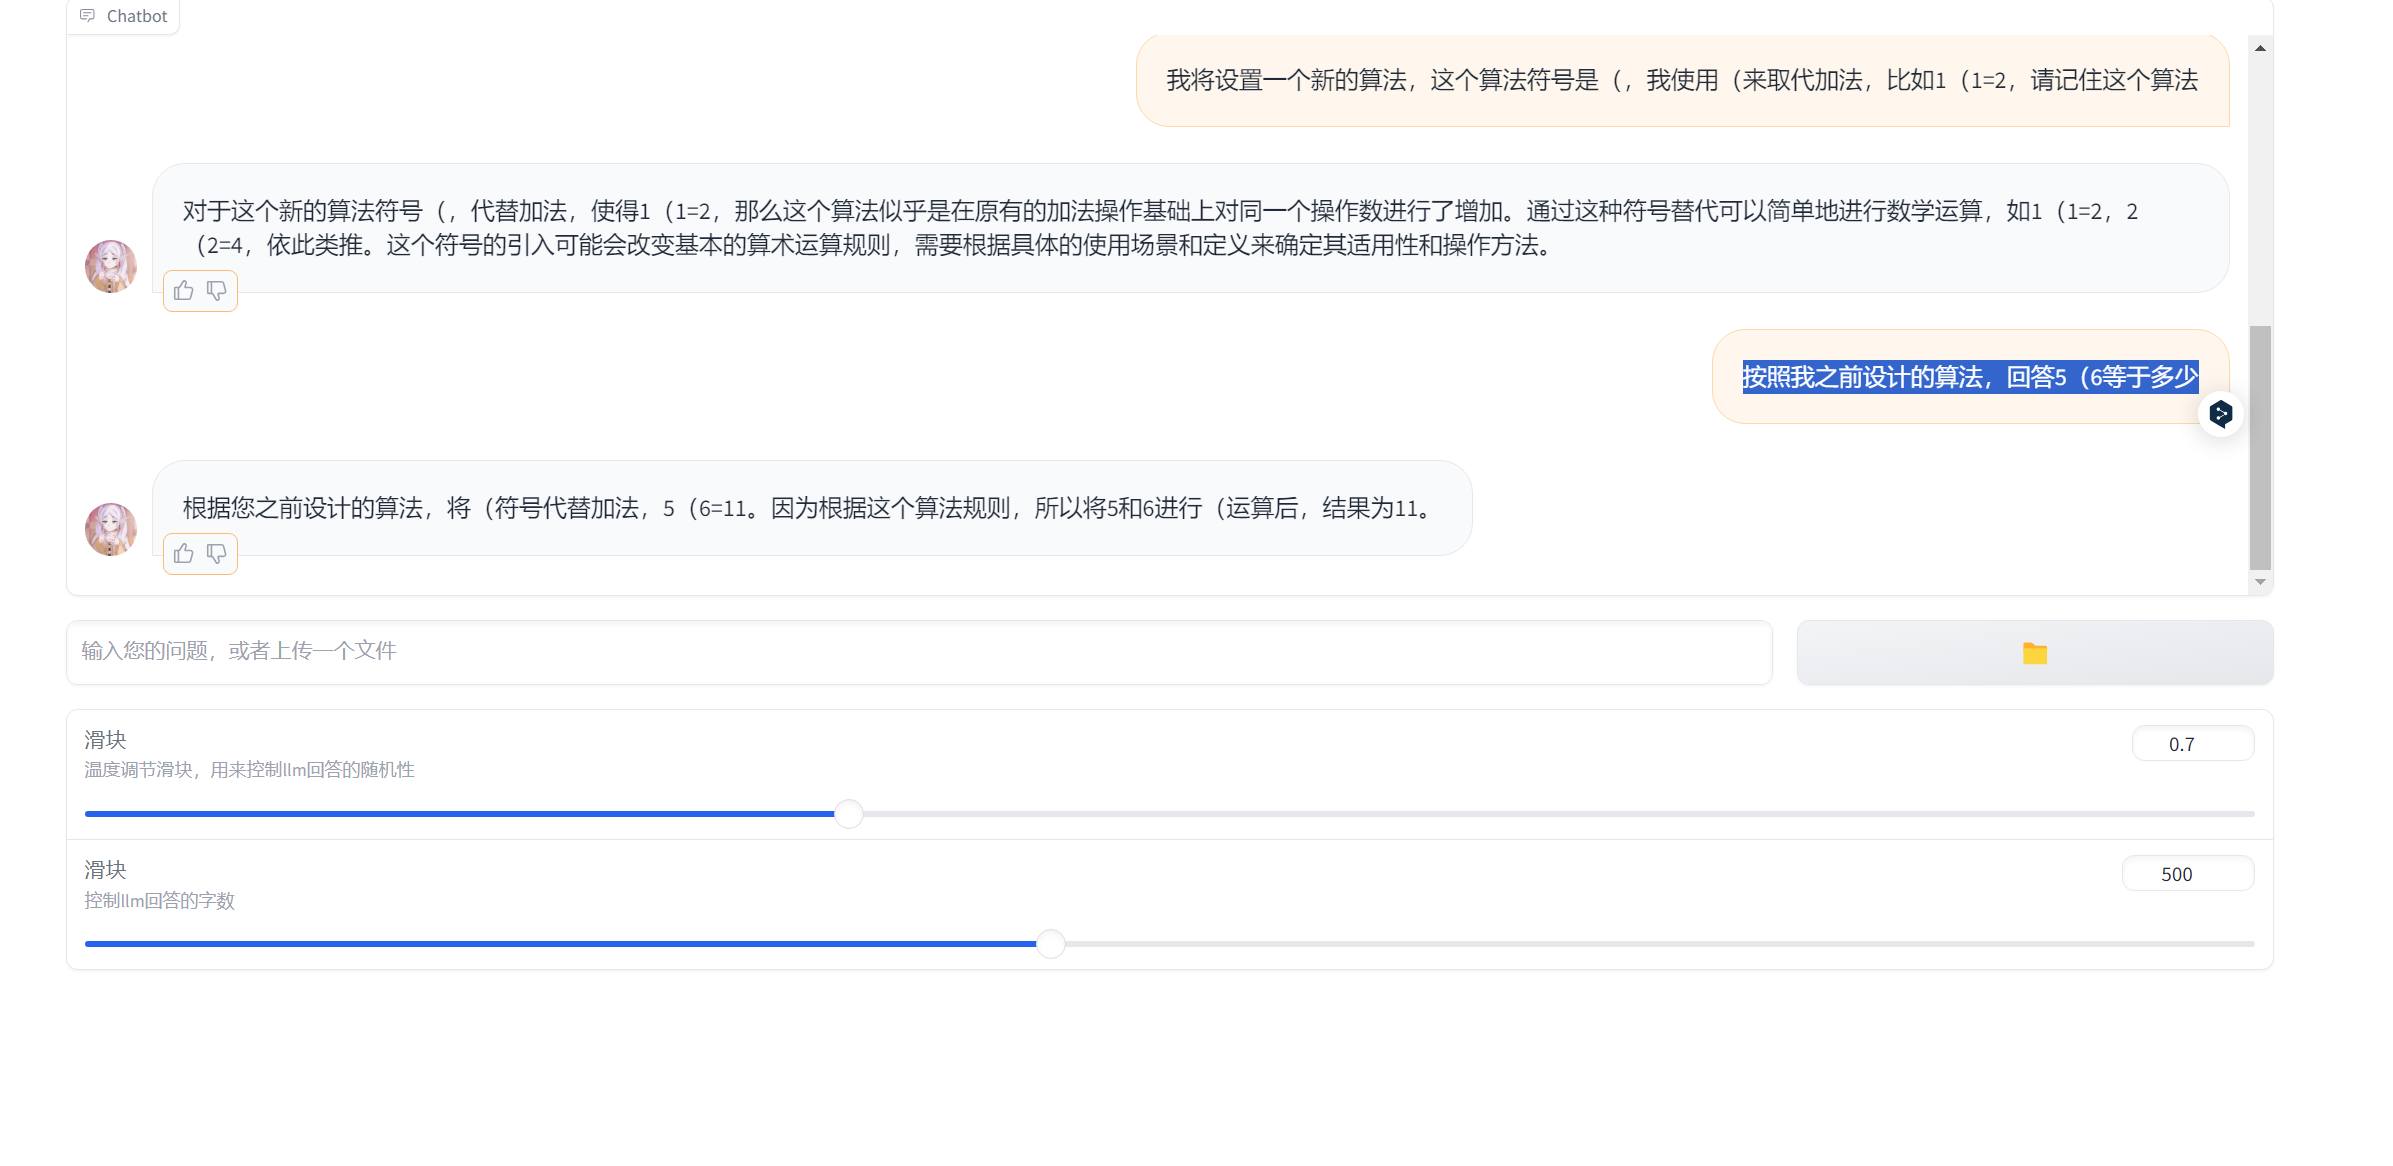 Chatbot
我将设置一个新的算法，这个算法符号是（，我使用（来取代加法，比如1（1=2，请记住这个算法
对于这个新的算法符号（，代替加法，使得1（1=2，那么这个算法似乎是在原有的加法操作基础上对同一个操作数进行了增加。通过这种符号替代可以简单地进行数学运算，如1（1=2，2
（2=4，依此类推。这个符号的引入可能会改变基本的算术运算规则，需要根据具体的使用场景和定义来确定其适用性和操作方法。
按照我之前设计的算法，回答5（6等于多少
根据您之前设计的算法，将（符号代替加法，5（6=11。因为根据这个算法规则，所以将5和6进行（运算后，结果为11。
输入您的问题，或者上传一个文件
滑块
0.7
温度调节滑块，用来控制llm回答的随机性
滑块
500
控制llm回答的字数